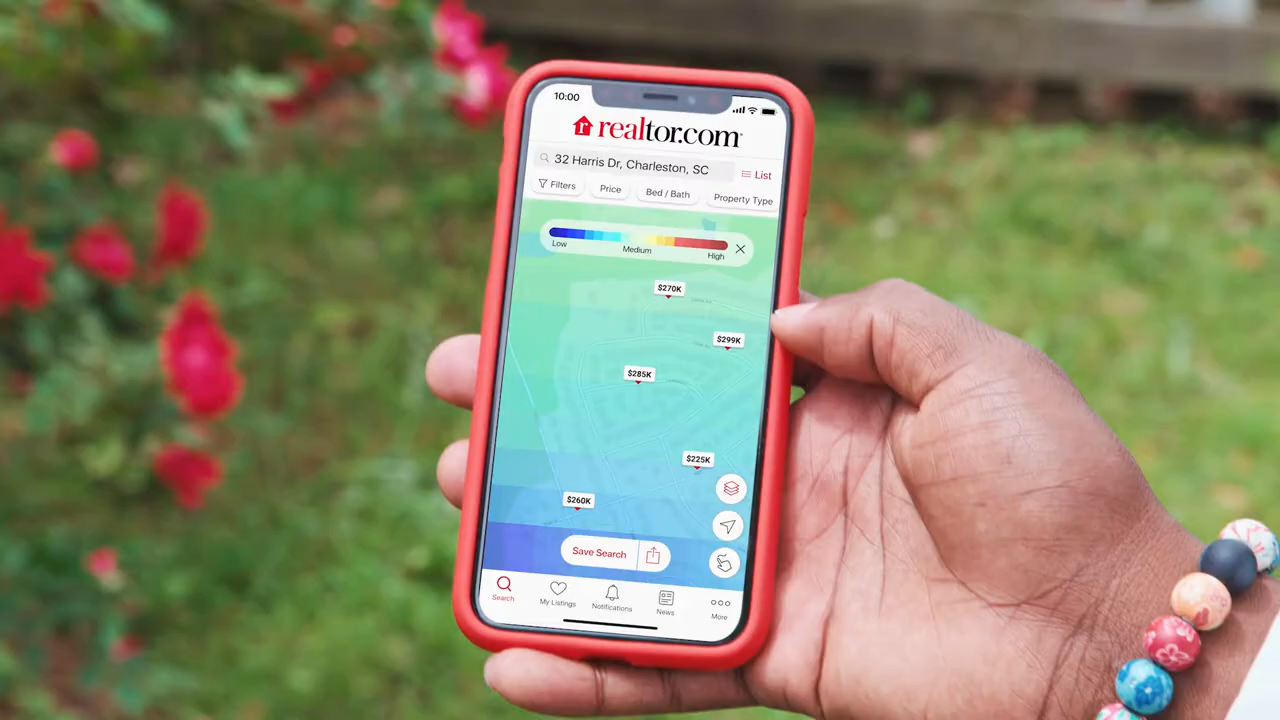 10:00
realtor.com
32 Harris Dr, Charleston, SC
List
Filters
Price
Bed / Bath
Property Type
Low
Medium
High
$270K
$299K
$285K
$225K
$260K
Save Search
Search
My Listings
Notifications
News
More